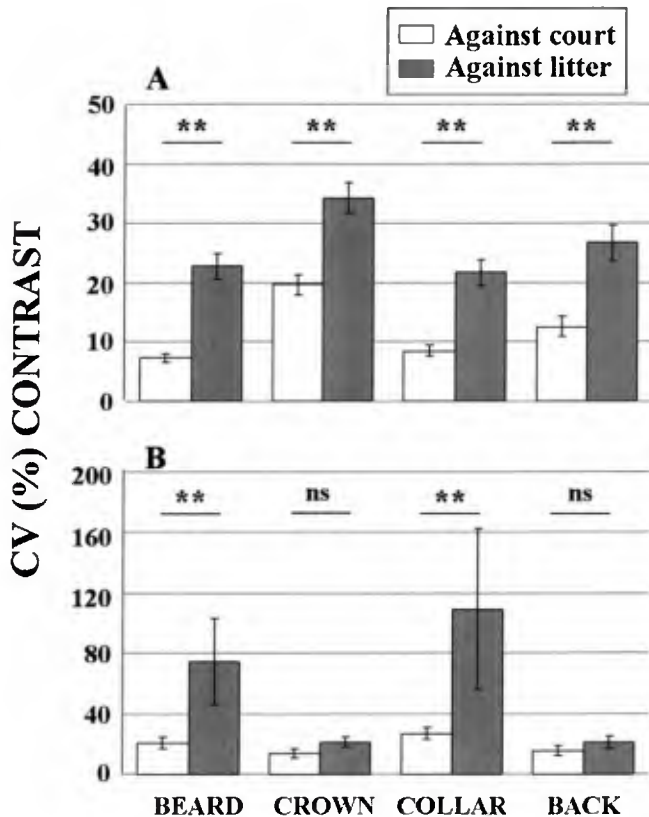 Against court
Against litter
A
50
40
30
20
10
0
** ** ** **
CV (%) CONTRAST
B
200
160
120
80
40
0
** ns ** ns
BEARD CROWN COLLAR BACK